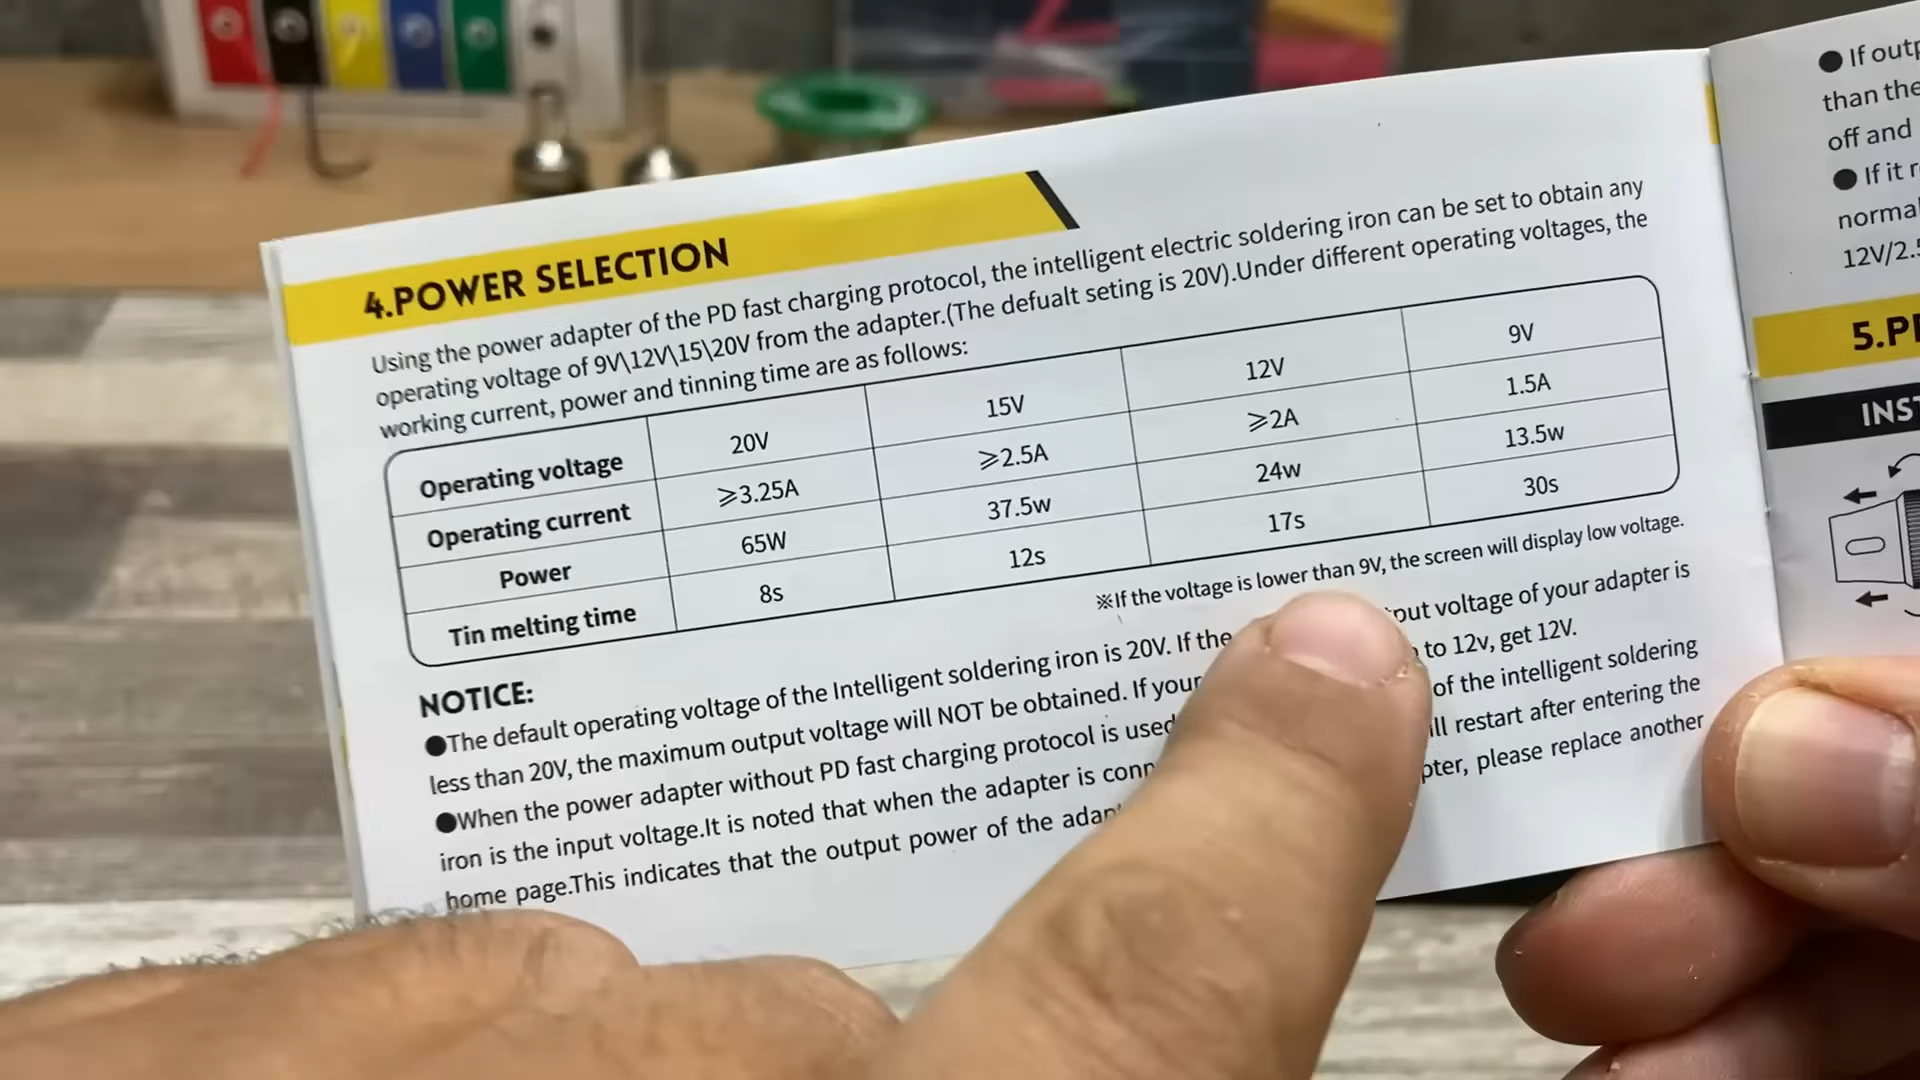 4.POWER SELECTION
Using the power adapter of the PD fast charging protocol, the intelligent electric soldering iron can be set to obtain any
operating voltage of 9V\12V\15\20V from the adapter.(The defualt seting is 20V).Under different operating voltages, the
working current, power and tinning time are as follows:
Operating voltage 20V 15V 12V 9V
Operating current ⩾3.25A ⩾2.5A ⩾2A 1.5A
Power 65W 37.5w 24w 13.5w
Tin melting time 8s 12s 17s 30s
※If the voltage is lower than 9V, the screen will display low voltage.
NOTICE:
●The default operating voltage of the Intelligent soldering iron is 20V. If the voltage of your adapter is
less than 20V, the maximum output voltage will NOT be obtained. If your to 12v, get 12V.
●When the power adapter without PD fast charging protocol is used of the intelligent soldering
iron is the input voltage.It is noted that when the adapter is restart after entering the
home page.This indicates that the output power of the please replace another
● If
than the
off and
● If it
12V/2.
5.